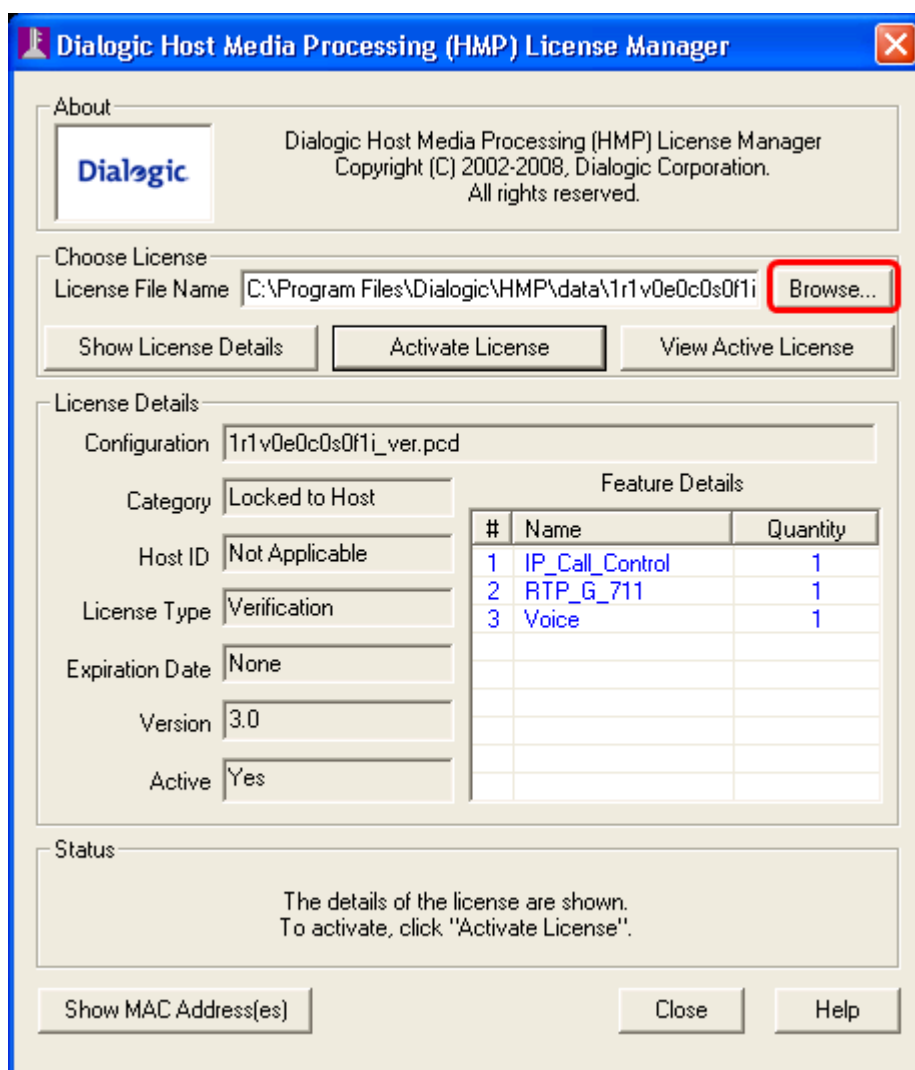 Dialogic Host Media Processing (HMP) License Manager
About
Dialogic
Dialogic Host Media Processing (HMP) License Manager
Copyright (C) 2002-2008, Dialogic Corporation.
All rights reserved.
Choose License
License File Name C:\Program Files\Dialogic\HMP\data\1r1v0e0c0s0f1i Browse...
Show License Details Activate License View Active License
License Details
Configuration 1r1v0e0c0s0f1i_ver.pcd
Category Locked to Host
Host ID Not Applicable
License Type Verification
Expiration Date None
Version 3.0
Active Yes
Feature Details
# Name Quantity
1 IP_Call_Control 1
2 RTP_G_711 1
3 Voice 1
Status
The details of the license are shown.
To activate, click "Activate License".
Show MAC Address(es) Close Help